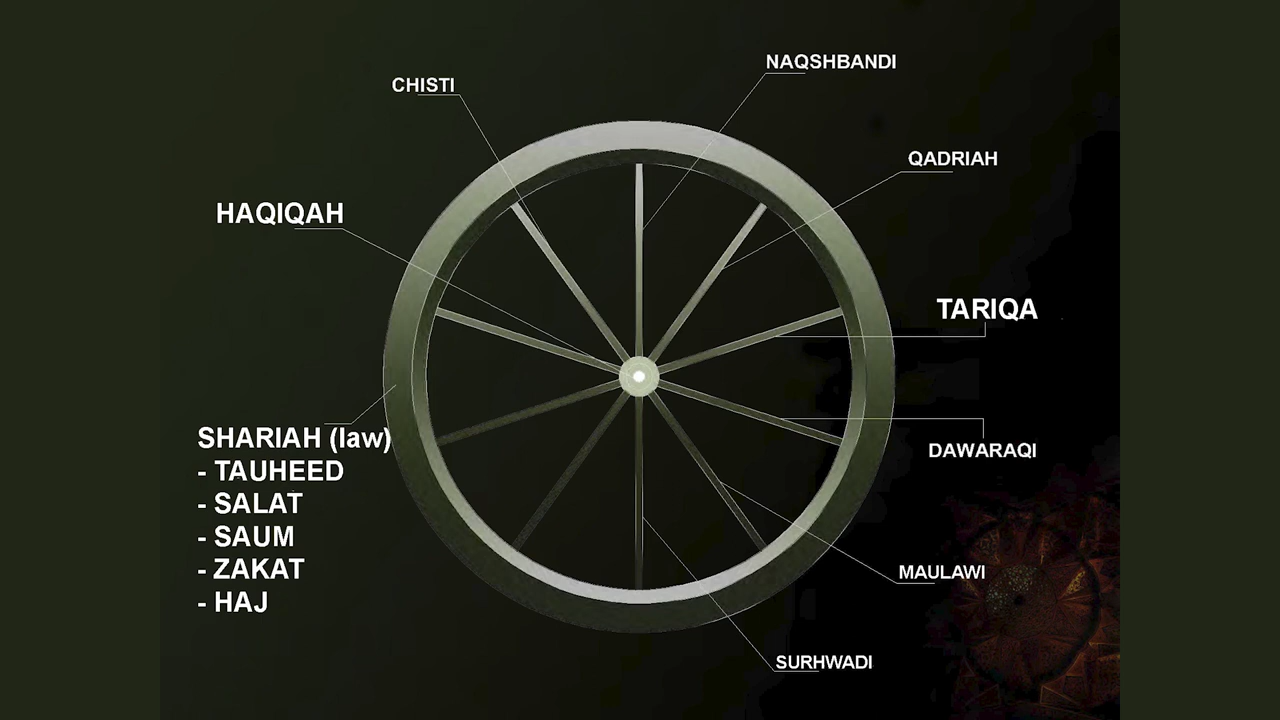 NAQSHBANDI
CHISTI
QADRIAH
HAQIQAH
TARIQA
SHARIAH (law)
- TAUHEED
- SALAT
- SAUM
- ZAKAT
- HAJ
DAWARAQI
MAULAWI
SURHWADI